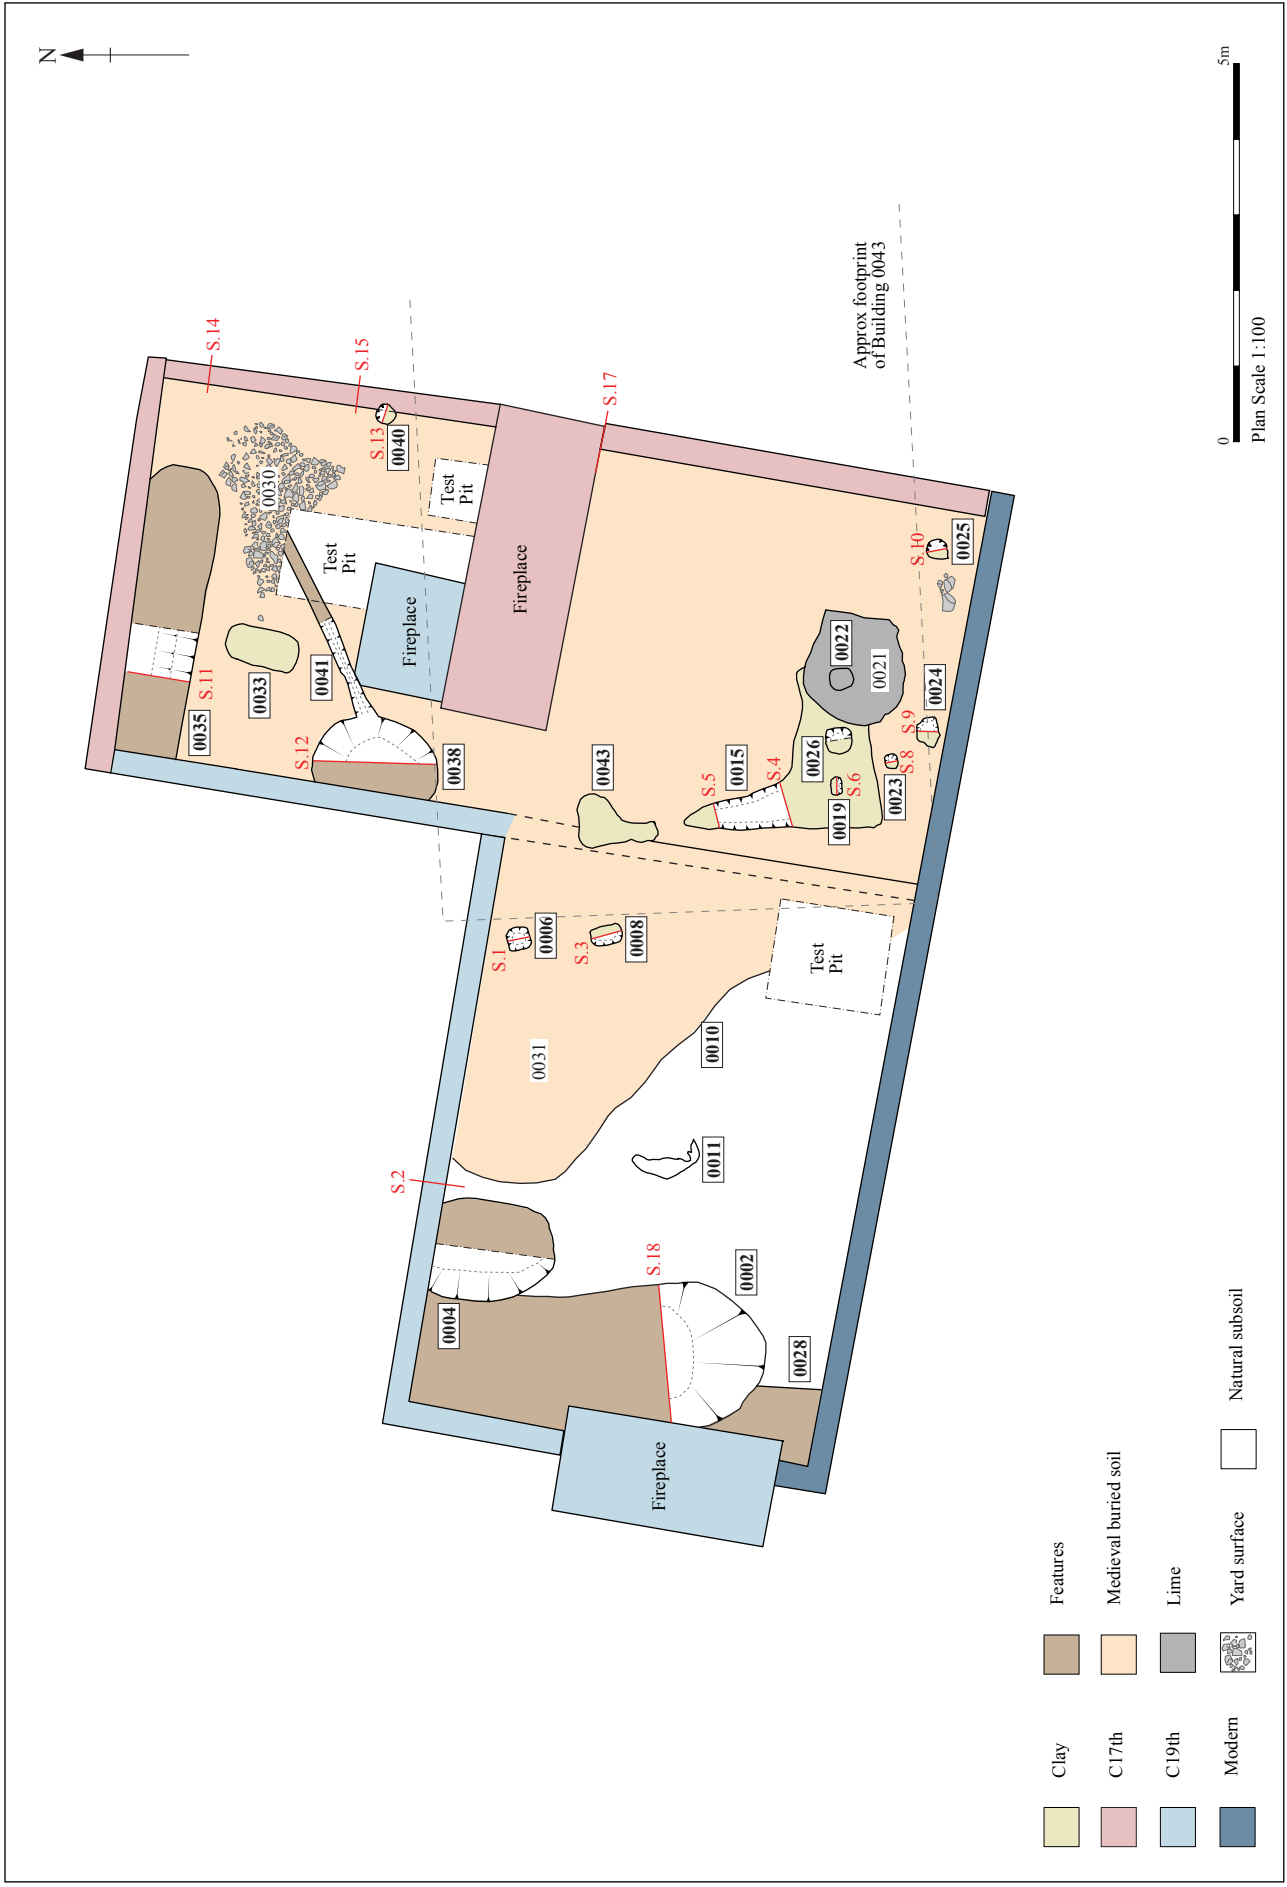 N
S.14
S.15
S.13
0040
0030
Test
Pit
Test
Pit
S.17
Fireplace
Fireplace
S.11
0035
0033
0041
S.12
0038
Approx footprint
of Building 0043
0043
S.5
0015
S.4
0026
0022
0021
0019
S.6
0023
S.8
S.9
0024
S.10
0025
S.1
0006
S.3
0008
Test
Pit
0031
0010
0011
S.2
0004
S.18
0002
0028
Fireplace
0
5m
Plan Scale 1:100
Clay
Features
C17th
Medieval buried soil
C19th
Lime
Modern
Yard surface
Natural subsoil